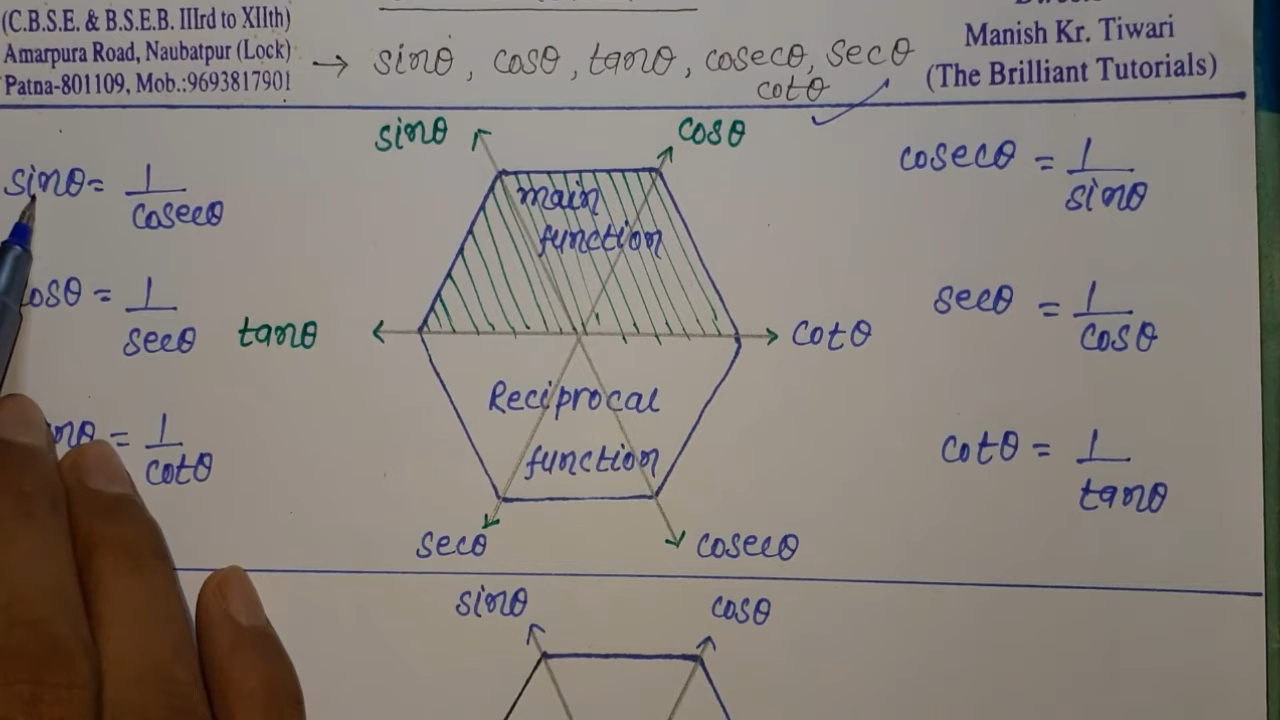 (C.B.S.E. & B.S.E.B. IIIrd to XIIth)
Amarpura Road, Naubatpur (Lock)
Patna-801109, Mob.:9693817901
→ sinθ, cosθ, tanθ, cosecθ, secθ
cotθ
Manish Kr. Tiwari
(The Brilliant Tutorials)
sinθ = 1/cosecθ
osθ = 1/secθ
nθ = 1/cotθ
sinθ
cosθ
main
function
tanθ
cotθ
Reciprocal
function
secθ
cosecθ
cosecθ = 1/sinθ
secθ = 1/cosθ
cotθ = 1/tanθ
sinθ
cosθ